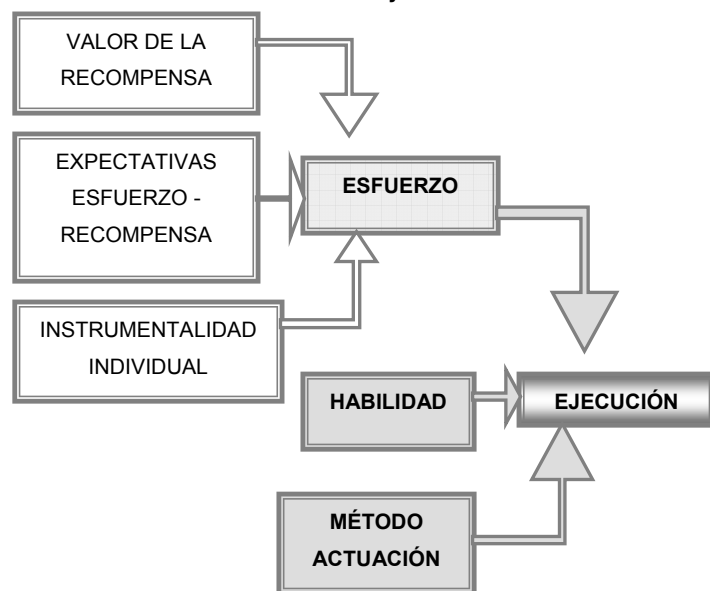 VALOR DE LA
RECOMPENSA
EXPECTATIVAS
ESFUERZO -
RECOMPENSA
ESFUERZO
INSTRUMENTALIDAD
INDIVIDUAL
HABILIDAD
EJECUCIÓN
MÉTODO
ACTUACIÓN